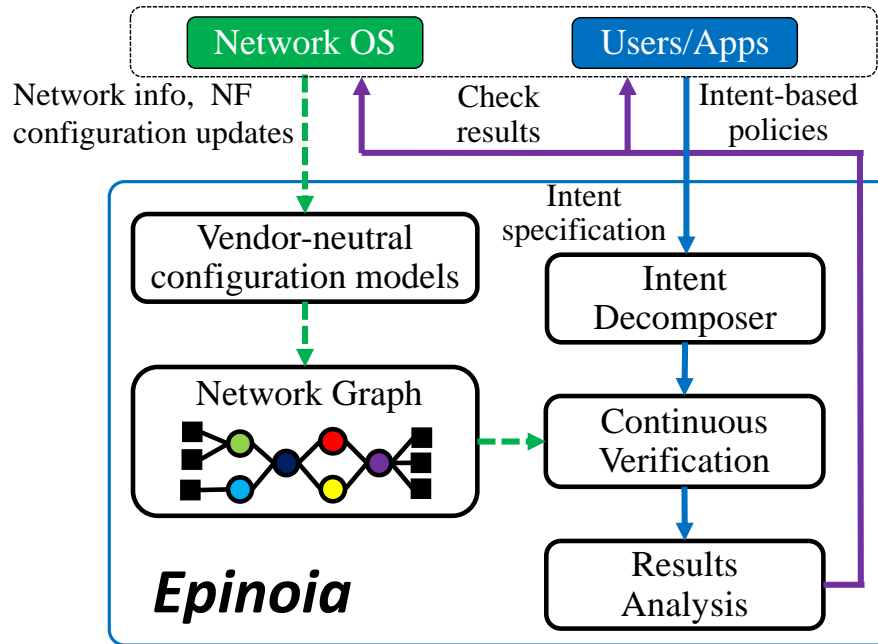 Network OS
Users/Apps
Network info, NF
configuration updates
Check
results
Intent-based
policies
Intent
specification
Vendor-neutral
configuration models
Intent
Decomposer
Network Graph
Continuous
Verification
Results
Analysis
Epinoia